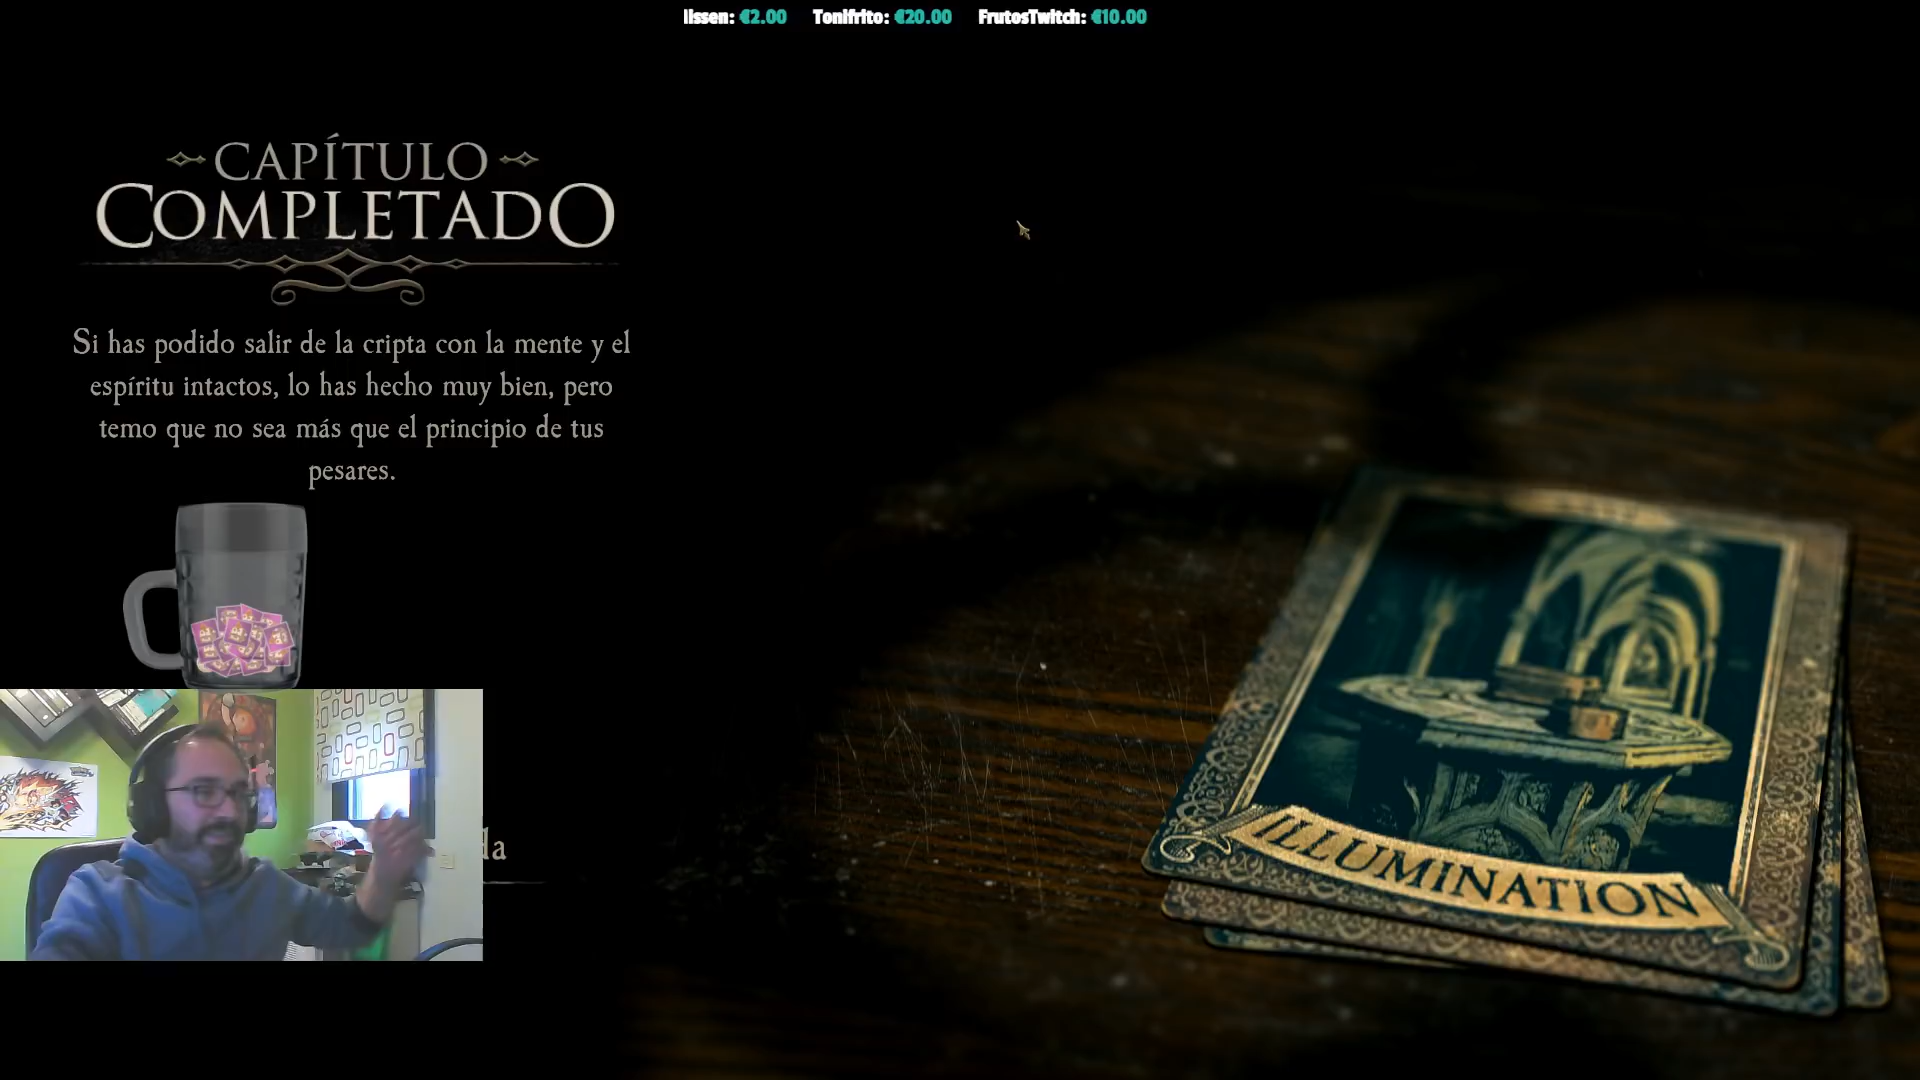 lissen: €2.00 Tonifrito: €20.00 FrutosTwitch: €10.00
CAPÍTULO
COMPLETADO
Si has podido salir de la cripta con la mente y el
espíritu intactos, lo has hecho muy bien, pero
temo que no sea más que el principio de tus
pesares.
da
ILLUMINATION